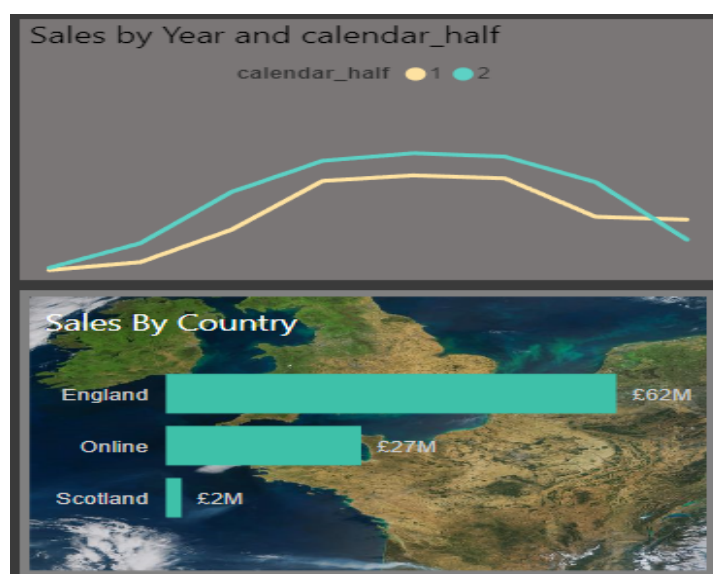 Sales by Year and calendar_half
calendar_half 1 2
Sales By Country
England £62M
Online £27M
Scotland £2M